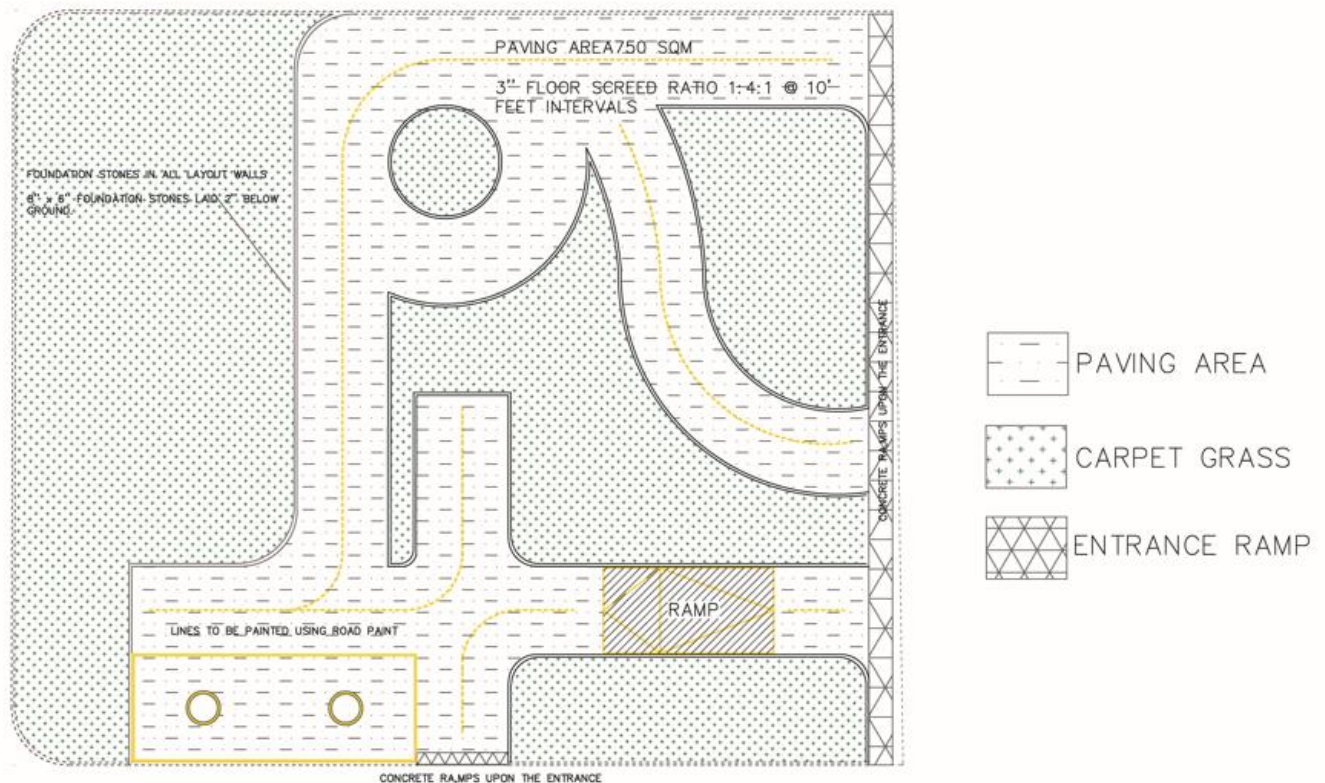 PAVING AREA750 SQM
3" FLOOR SCREED RATIO 1:4:1 @ 10'
FEET INTERVALS
FOUNDATION STONES IN ALL LAYOUT WALLS
8" x 6" FOUNDATION STONES LAID 2" BELOW
GROUND.
CONCRETE RAMPS UPON THE ENTRANCE
PAVING AREA
CARPET GRASS
ENTRANCE RAMP
RAMP
LINES TO BE PAINTED USING ROAD PAINT
CONCRETE RAMPS UPON THE ENTRANCE